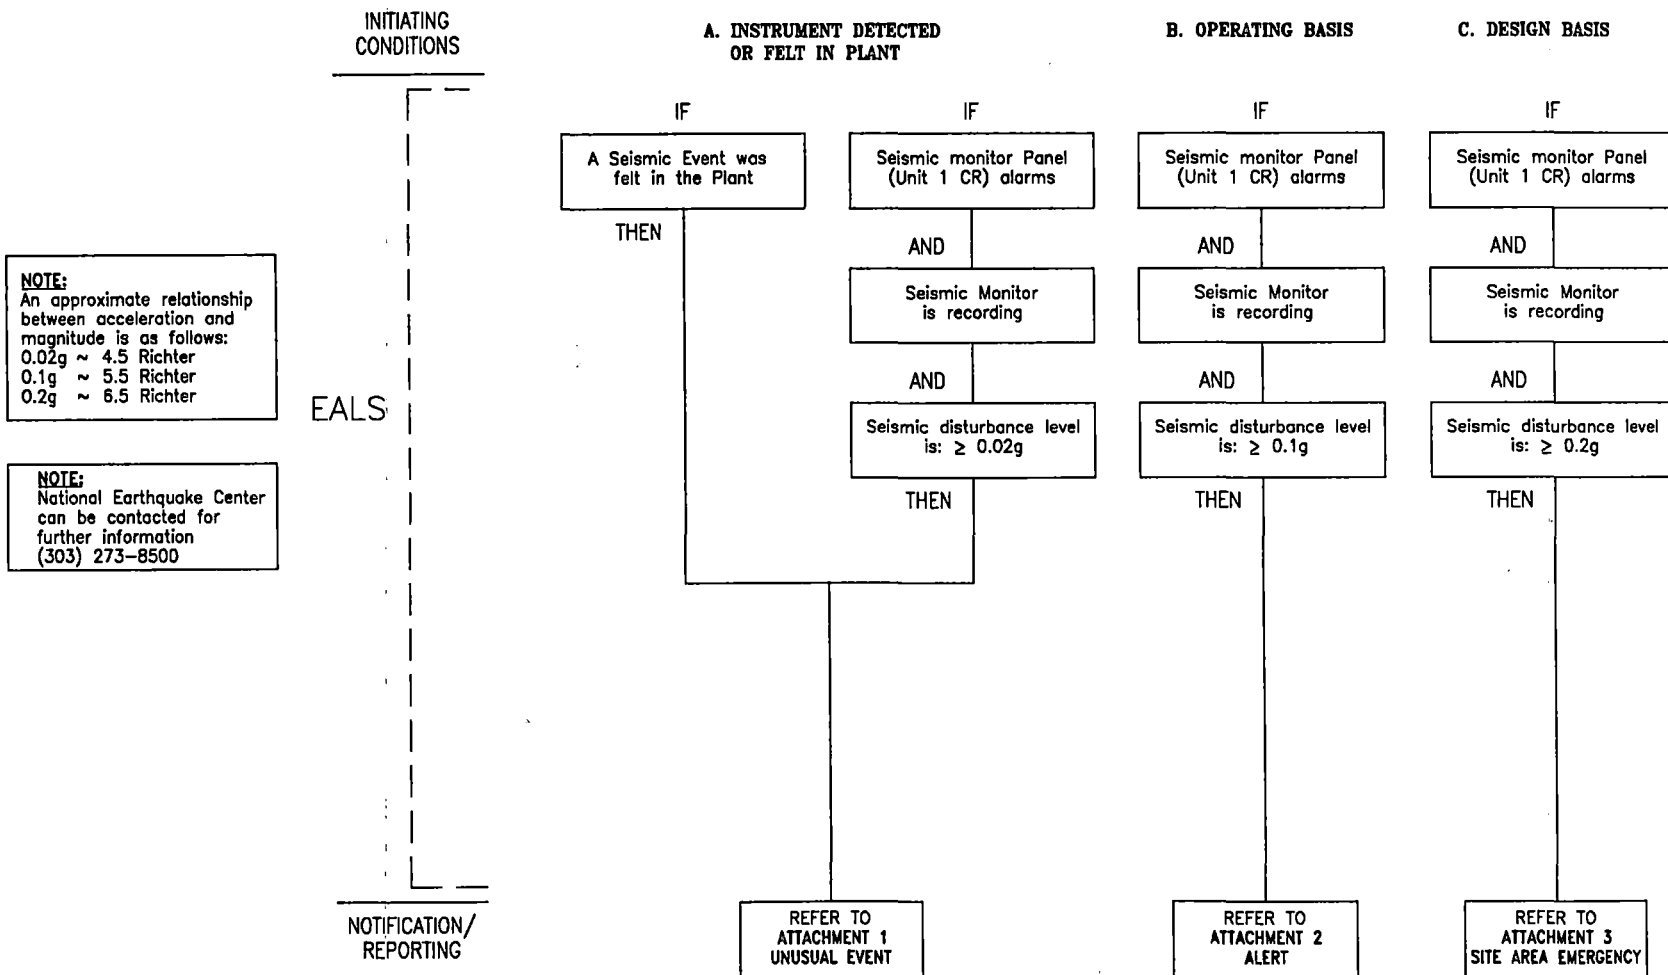 INITIATING
CONDITIONS
A. INSTRUMENT DETECTED
OR FELT IN PLANT
B. OPERATING BASIS
C. DESIGN BASIS
IF
IF
IF
IF
A Seismic Event was
felt in the Plant
Seismic monitor Panel
(Unit 1 CR) alarms
Seismic monitor Panel
(Unit 1 CR) alarms
Seismic monitor Panel
(Unit 1 CR) alarms
THEN
AND
AND
AND
Seismic Monitor
is recording
Seismic Monitor
is recording
Seismic Monitor
is recording
AND
AND
AND
Seismic disturbance level
is: ≥ 0.02g
Seismic disturbance level
is: ≥ 0.1g
Seismic disturbance level
is: ≥ 0.2g
THEN
THEN
THEN
NOTE:
An approximate relationship
between acceleration and
magnitude is as follows:
0.02g ~ 4.5 Richter
0.1g ~ 5.5 Richter
0.2g ~ 6.5 Richter
EALS
NOTE:
National Earthquake Center
can be contacted for
further information
(303) 273-8500
NOTIFICATION/
REPORTING
REFER TO
ATTACHMENT 1
UNUSUAL EVENT
REFER TO
ATTACHMENT 2
ALERT
REFER TO
ATTACHMENT 3
SITE AREA EMERGENCY